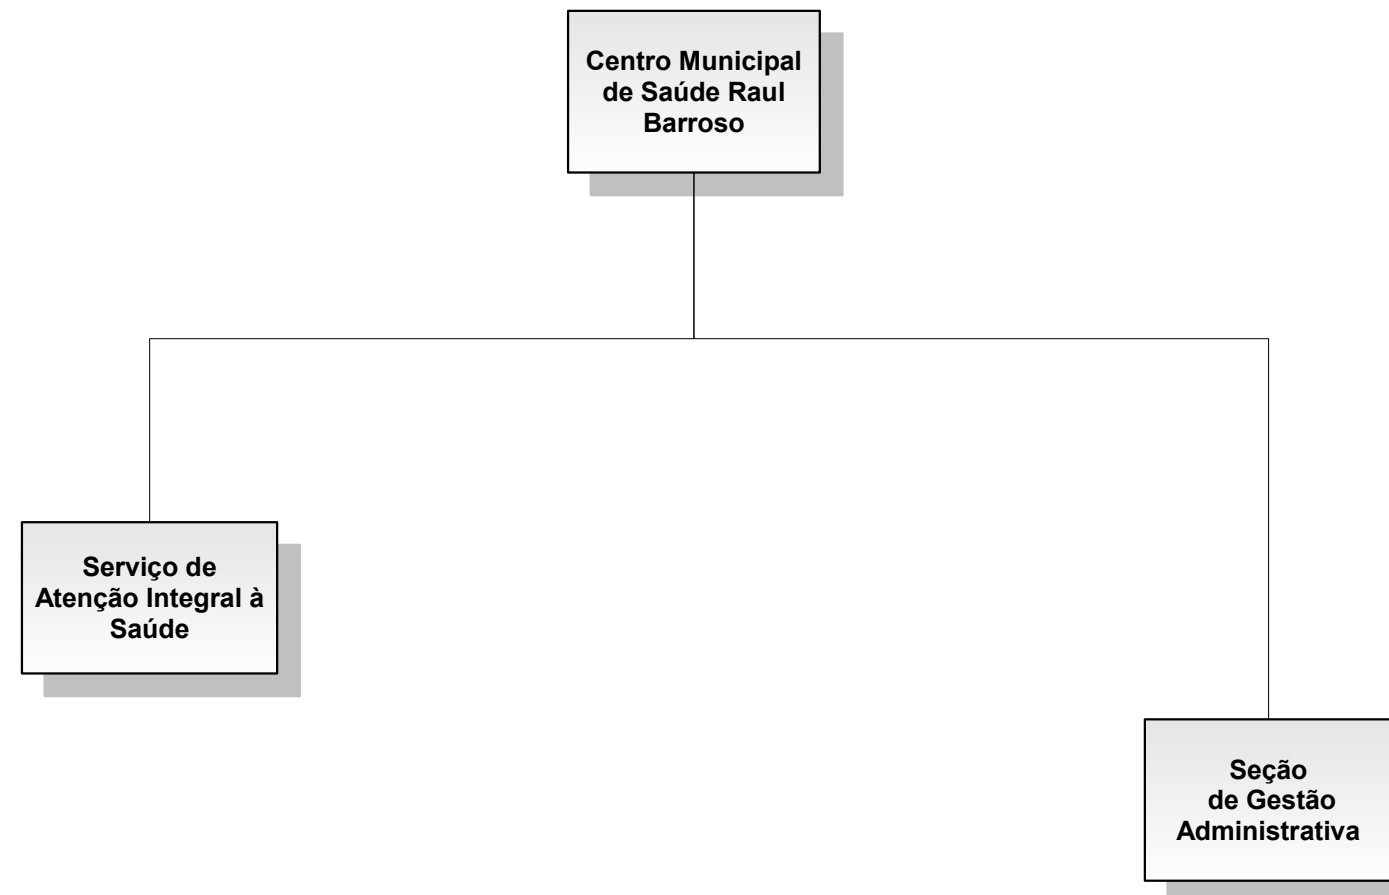 Centro Municipal
de Saúde Raul
Barroso
Serviço de
Atenção Integral à
Saúde
Seção
de Gestão
Administrativa